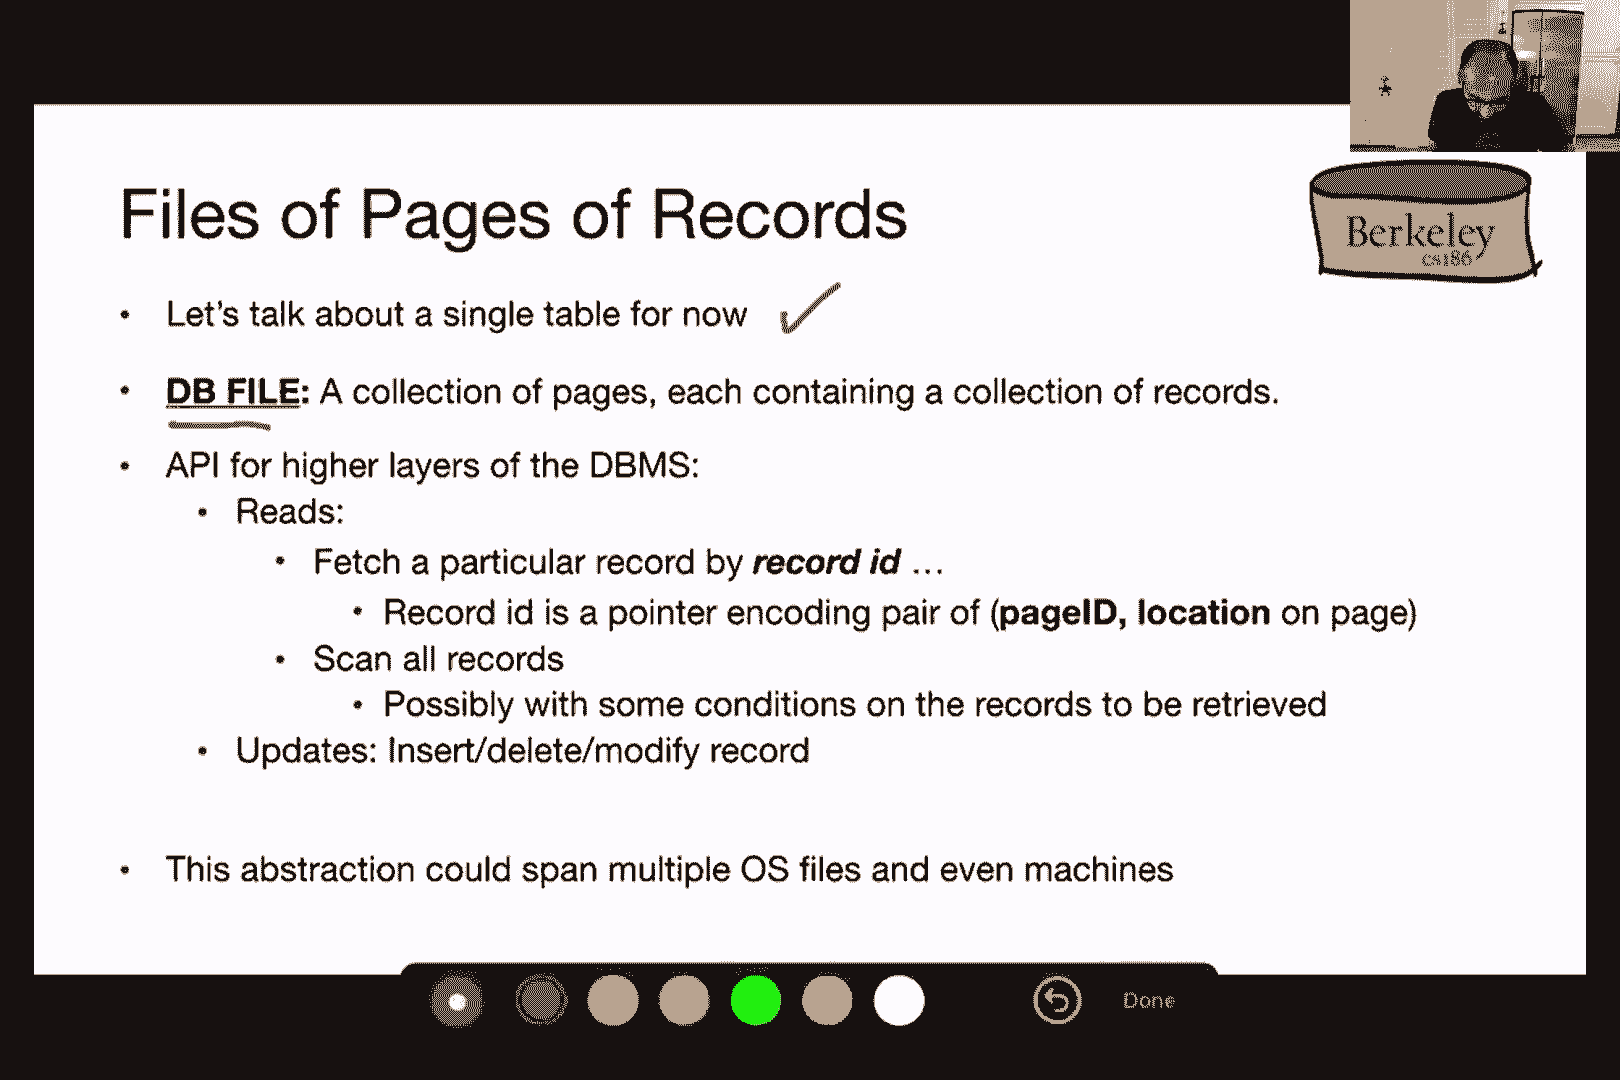 Files of Pages of Records
Berkeley
cs186
• Let's talk about a single table for now
• DB FILE: A collection of pages, each containing a collection of records.
• API for higher layers of the DBMS:
• Reads:
• Fetch a particular record by record id ...
• Record id is a pointer encoding pair of (pageID, location on page)
• Scan all records
• Possibly with some conditions on the records to be retrieved
• Updates: Insert/delete/modify record
• This abstraction could span multiple OS files and even machines
Done